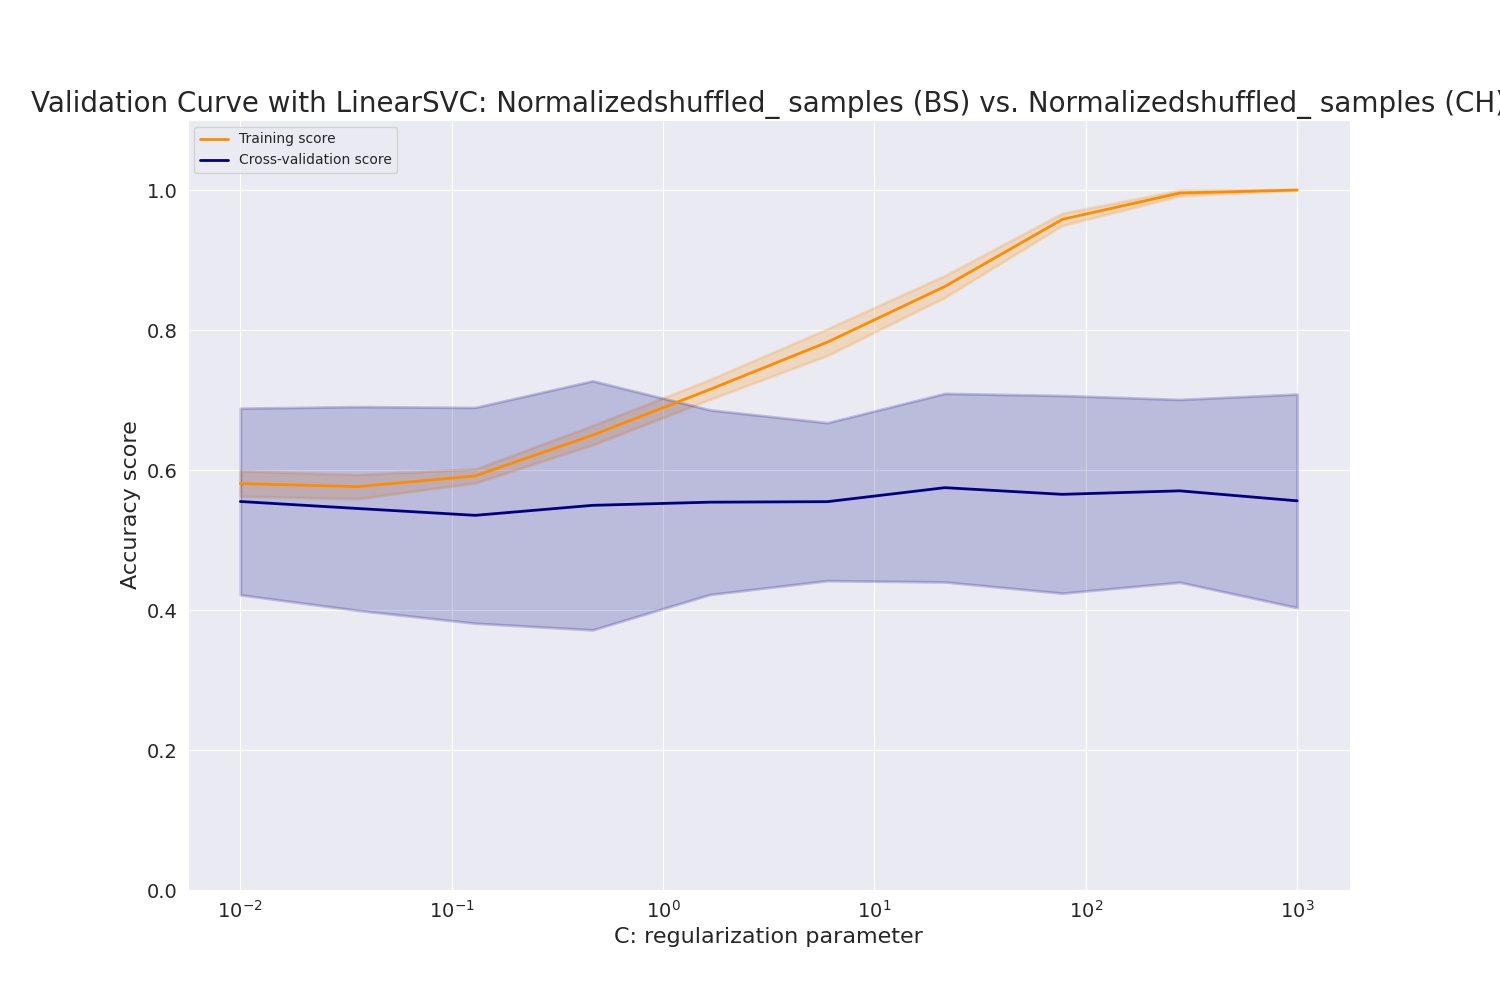 Validation Curve with LinearSVC: Normalizedshuffled_ samples (BS) vs. Normalizedshuffled_ samples (CH)
Training score
Cross-validation score
1.0
0.8
0.6
0.4
0.2
0.0
Accuracy score
10⁻² 10⁻¹ 10⁰ 10¹ 10² 10³
C: regularization parameter